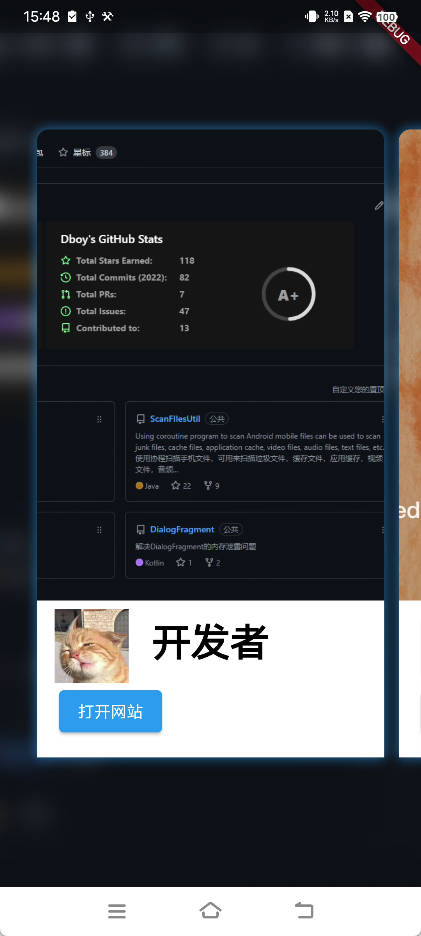 15:48
2.10
KB/s
100
星标 384
Dboy's GitHub Stats
Total Stars Earned: 118
Total Commits (2022): 82
Total PRs: 7
Total Issues: 47
Contributed to: 13
A+
自定义您的置顶
ScanFilesUtil 公共
Using coroutine program to scan Android mobile files can be used to scan
junk files, cache files, application cache, video files, audio files, text files, etc.
使用协程扫描手机文件、可用来扫描垃圾文件、缓存文件、应用缓存、视频
文件、音频...
Java 22 9
DialogFragment 公共
解决DialogFragment的内存泄露问题
Kotlin 1 2
ed
开发者
打开网站